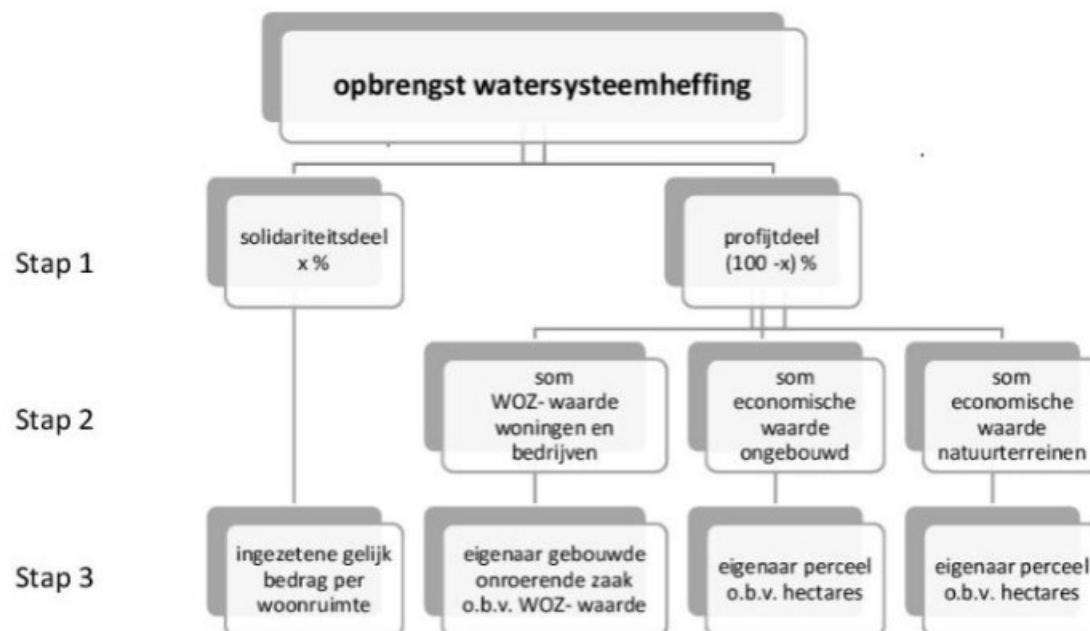 opbrengst watersysteemheffing
Stap 1
solidariteitsdeel
x %
profijtdeel
(100 -x) %
Stap 2
som
WOZ- waarde
woningen en
bedrijven
som
economische
waarde
ongebouwd
som
economische
waarde
natuurterreinen
Stap 3
ingezetene gelijk
bedrag per
woonruimte
eigenaar gebouwde
onroerende zaak
o.b.v. WOZ- waarde
eigenaar perceel
o.b.v. hectares
eigenaar perceel
o.b.v. hectares